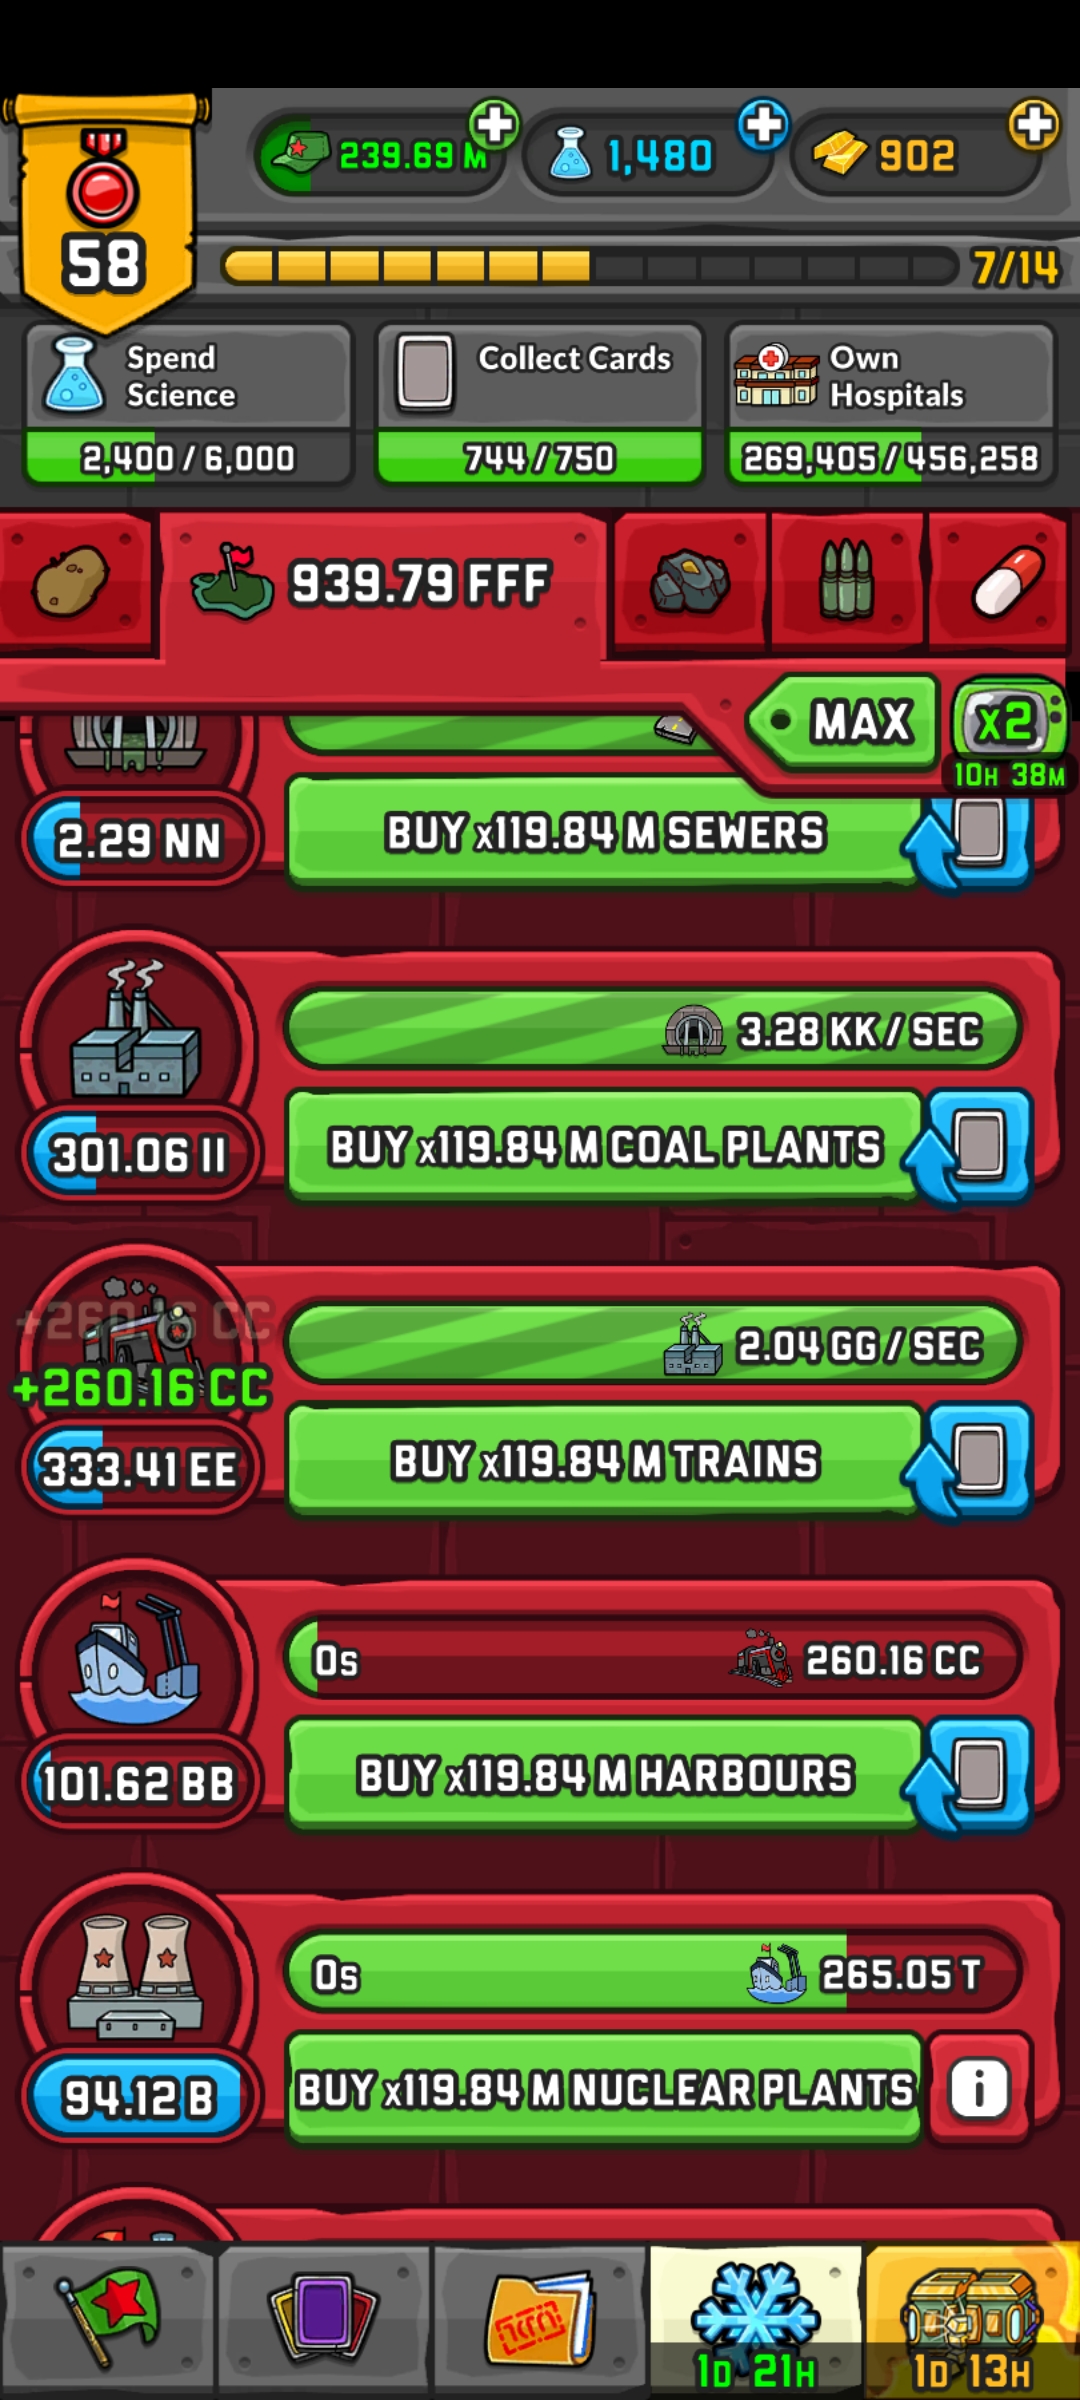 239.69 M
1,480
902
58
7/14
Spend
Science
2,400 / 6,000
Collect Cards
744 / 750
Own
Hospitals
269,405 / 456,258
939.79 FFF
MAX
x2
10H 38M
2.29 NN
BUY x119.84 M SEWERS
3.28 KK / SEC
301.06 II
BUY x119.84 M COAL PLANTS
+260.16 CC
2.04 GG / SEC
+260.16 CC
333.41 EE
BUY x119.84 M TRAINS
0s
260.16 CC
101.62 BB
BUY x119.84 M HARBOURS
0s
265.05 T
94.12 B
BUY x119.84 M NUCLEAR PLANTS
i
1D 21H
1D 13H